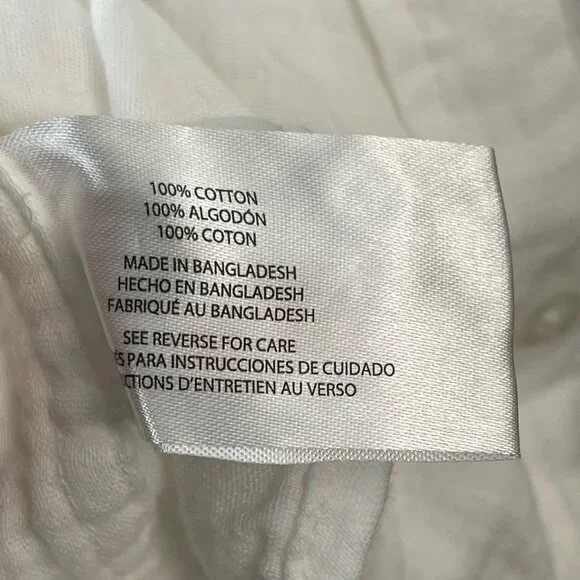 100% COTTON
100% ALGODÓN
100% COTON
MADE IN BANGLADESH
HECHO EN BANGLADESH
FABRIQUÉ AU BANGLADESH
SEE REVERSE FOR CARE
PARA INSTRUCCIONES DE CUIDADO
D'ENTRETIEN AU VERSO